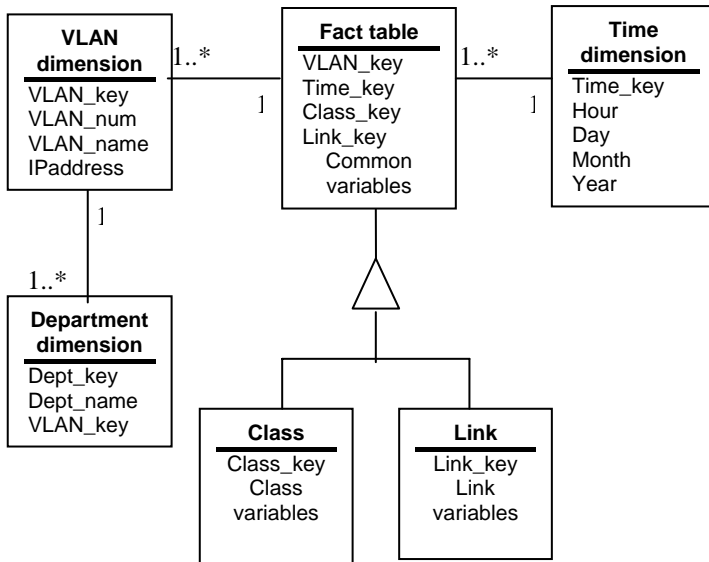 VLAN
dimension
VLAN_key
VLAN_num
VLAN_name
IPaddress
1..*
1
Fact table
VLAN_key
Time_key
Class_key
Link_key
Common
variables
1..*
1
Time
dimension
Time_key
Hour
Day
Month
Year
1
1..*
Department
dimension
Dept_key
Dept_name
VLAN_key
Class
Class_key
Class
variables
Link
Link_key
Link
variables